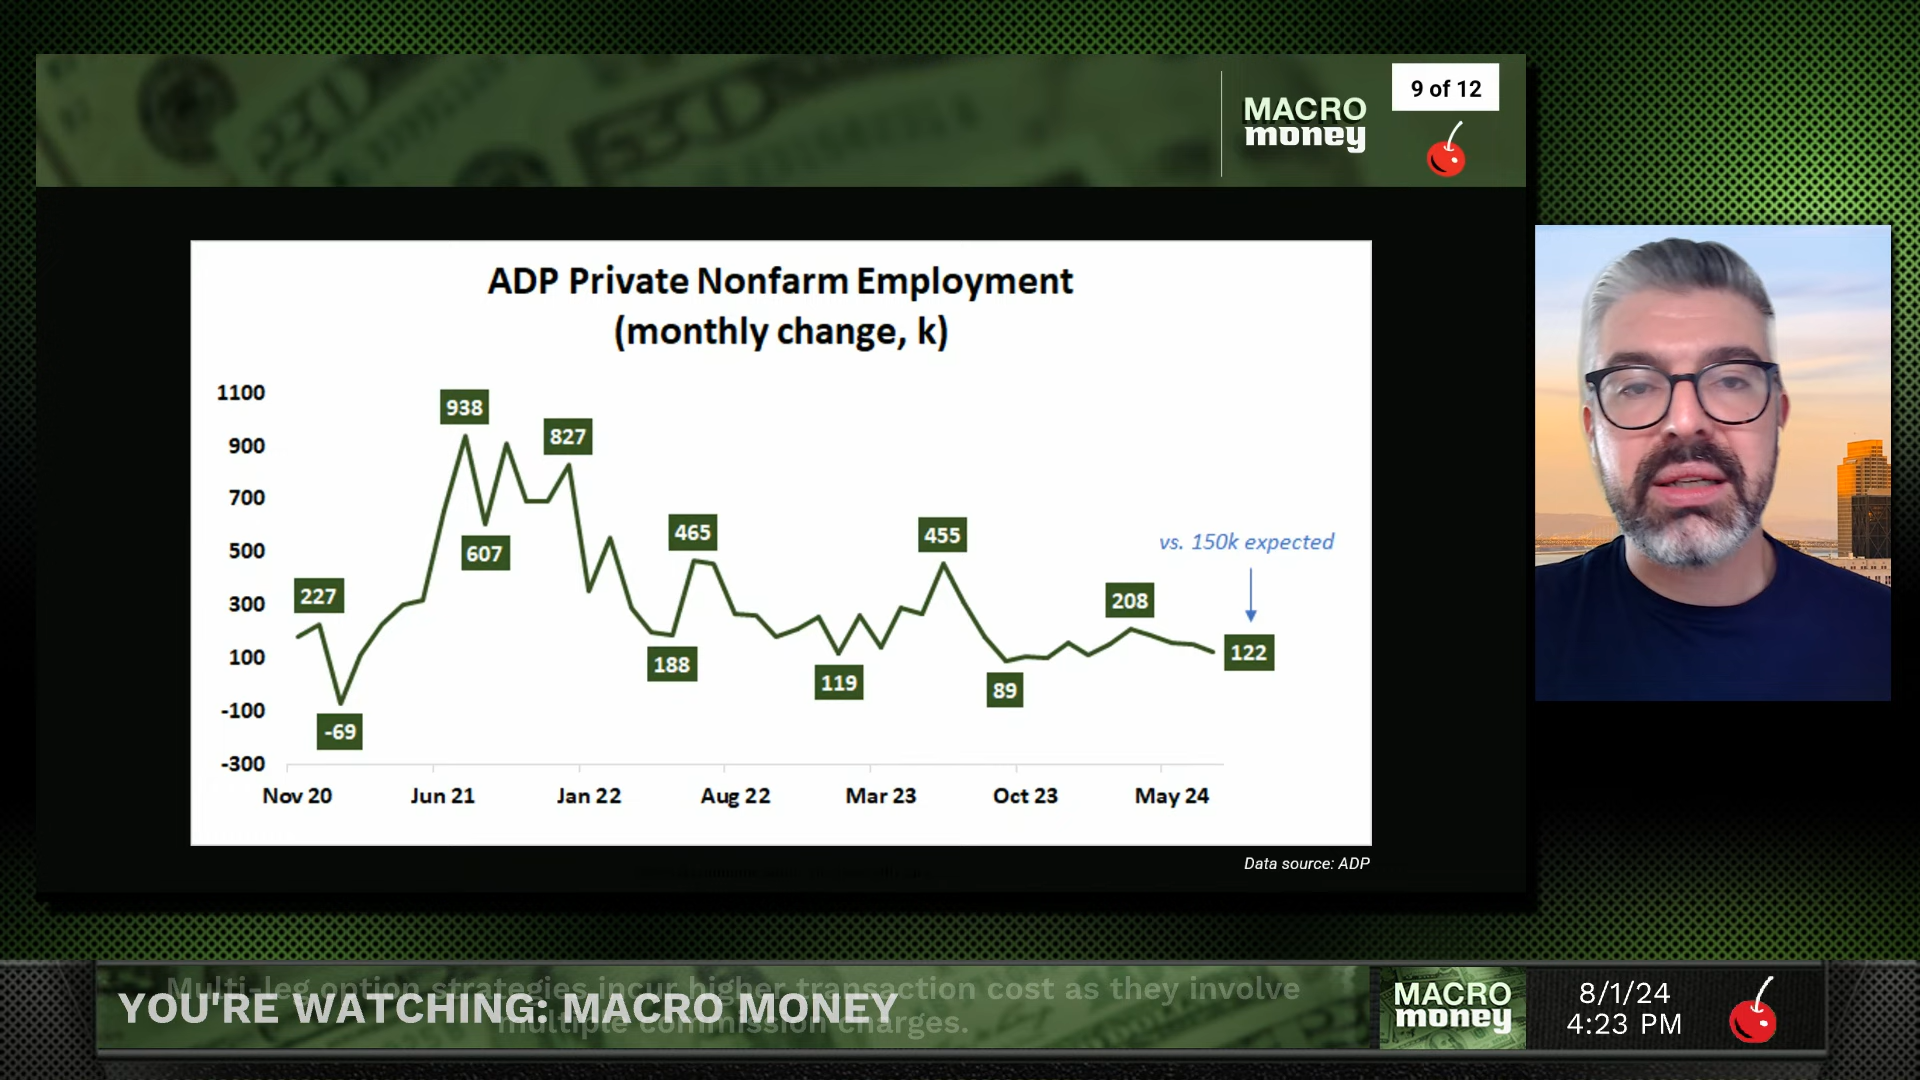 MACRO
money
9 of 12
ADP Private Nonfarm Employment
(monthly change, k)
1100
900
700
500
300
100
-100
-300
227
-69
938
607
827
188
465
119
455
89
208
vs. 150k expected
122
Nov 20
Jun 21
Jan 22
Aug 22
Mar 23
Oct 23
May 24
Data source: ADP
Multi-leg option strategies incur higher transaction cost as they involve
multiple commission charges.
YOU'RE WATCHING: MACRO MONEY
MACRO
money
8/1/24
4:23 PM